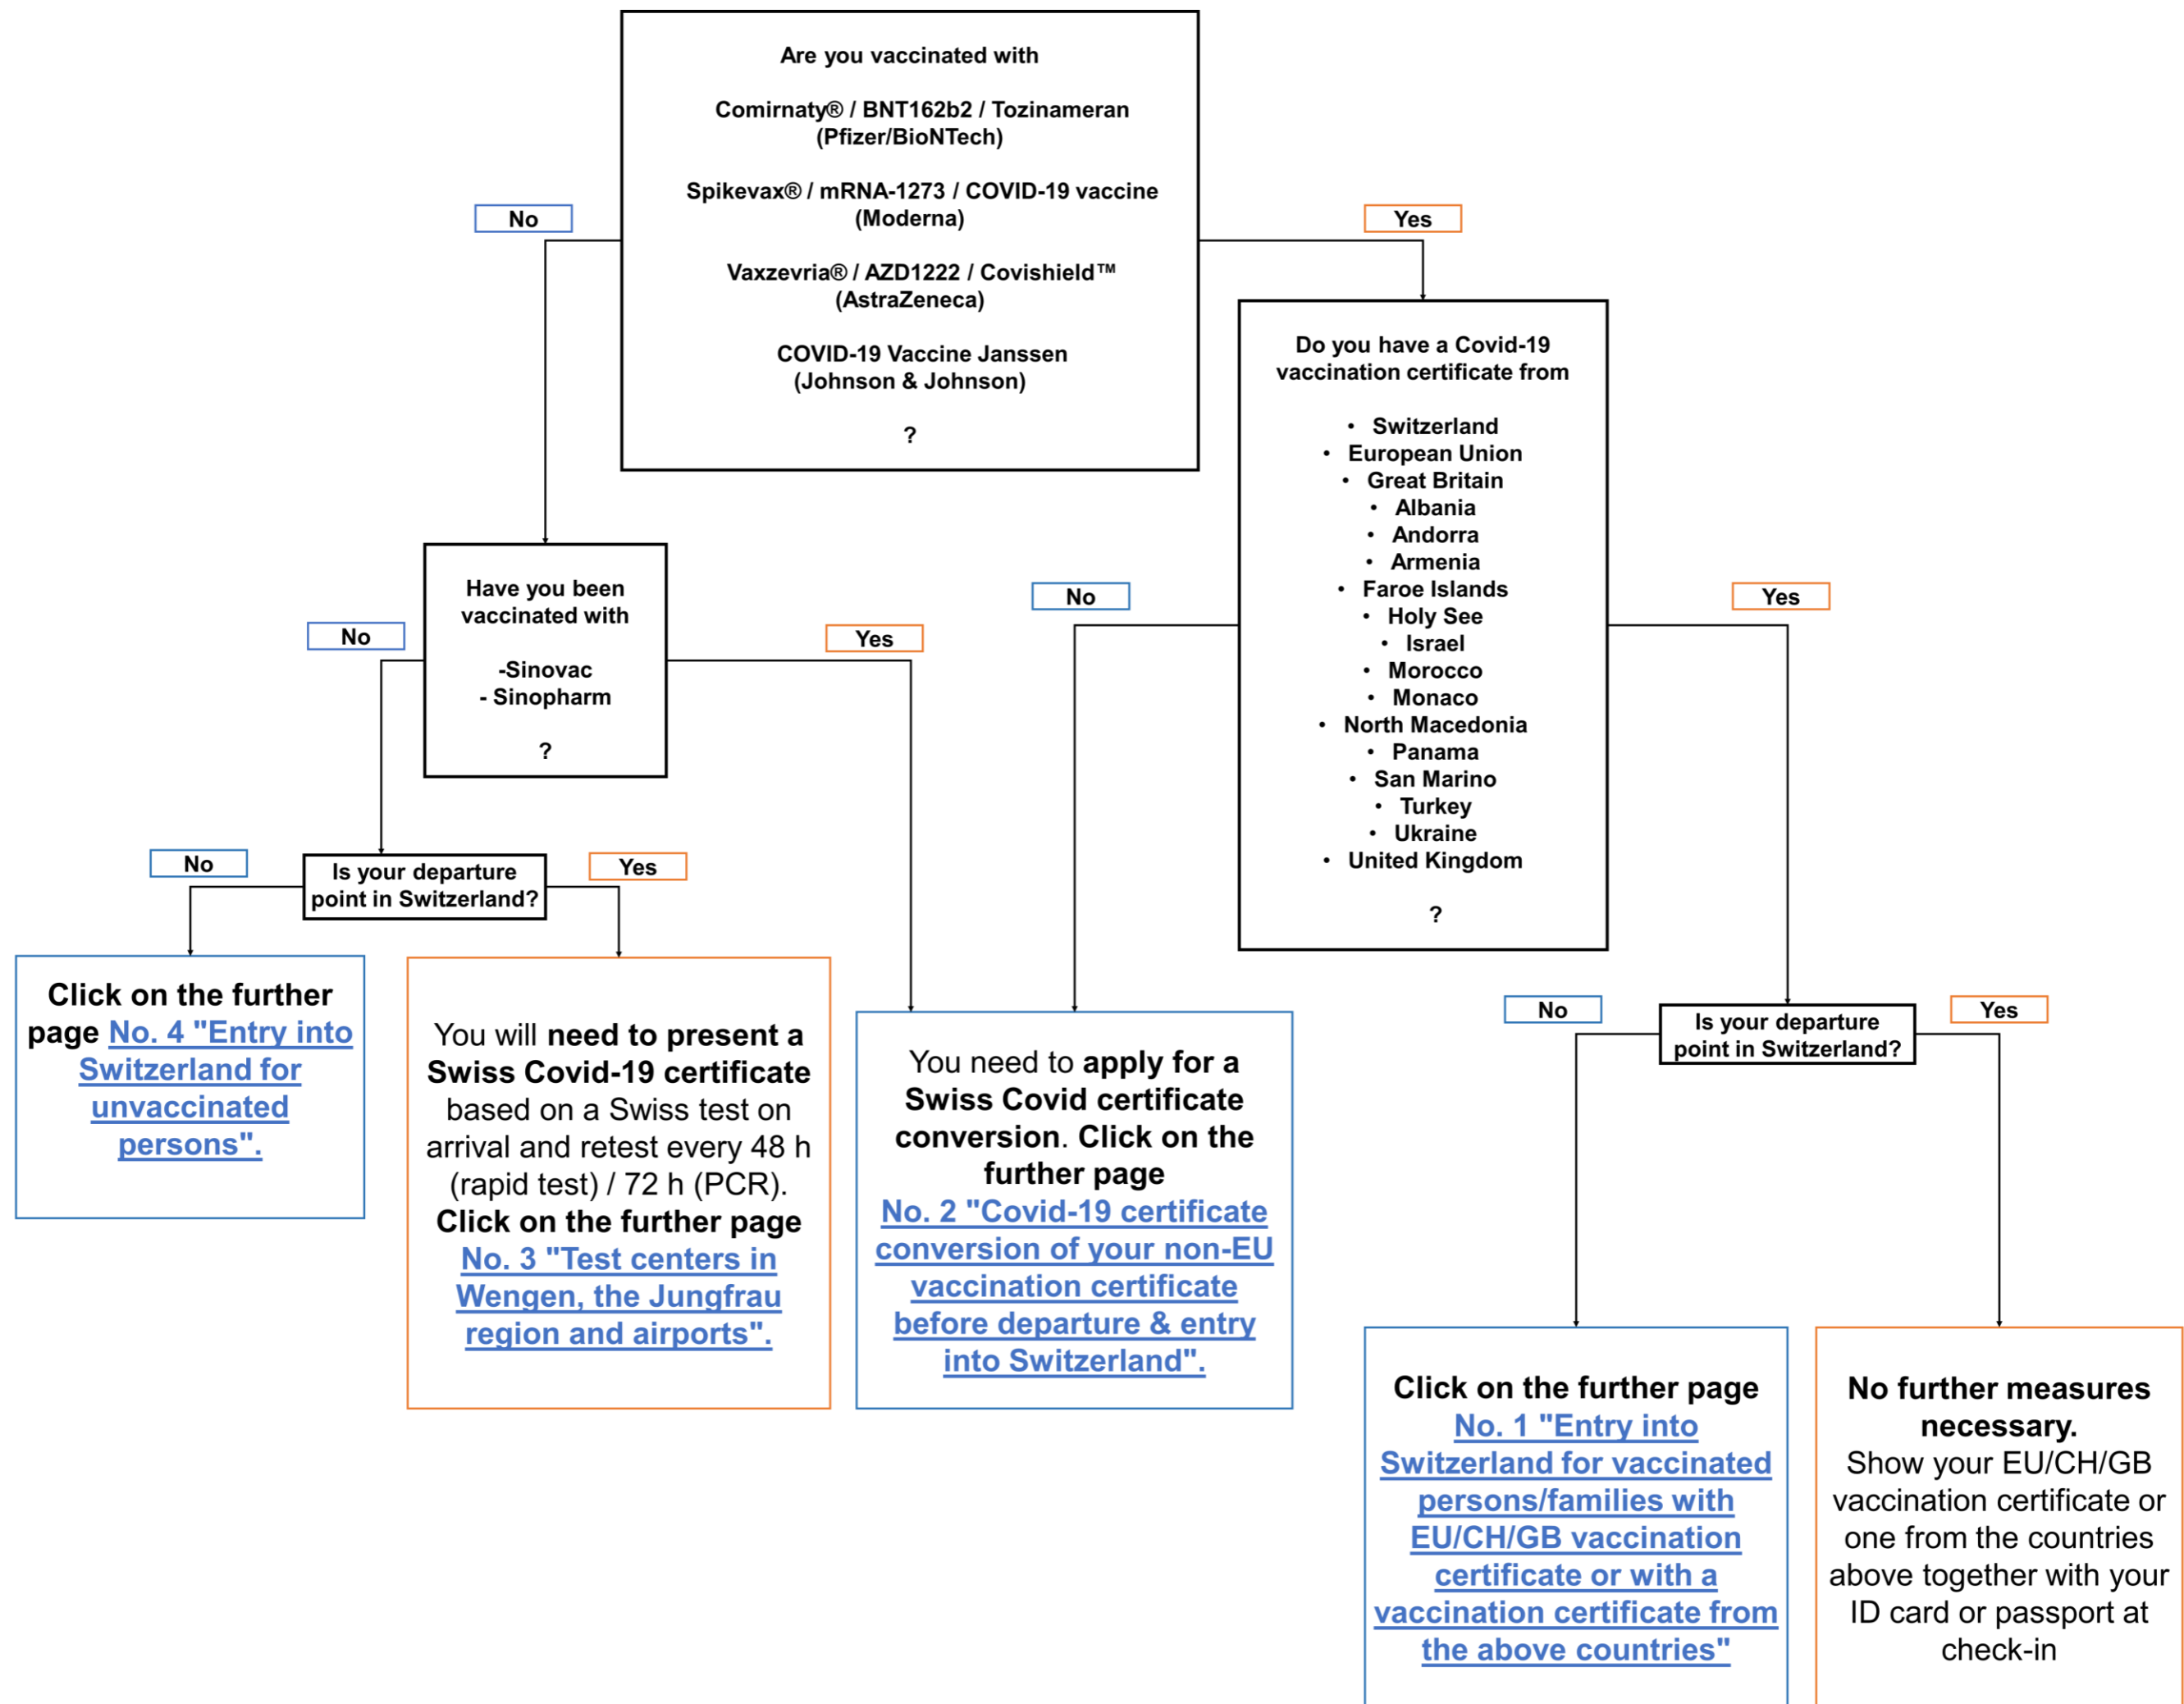 Are you vaccinated with
Comirnaty® / BNT162b2 / Tozinameran
(Pfizer/BioNTech)
Spikevax® / mRNA-1273 / COVID-19 vaccine
(Moderna)
Vaxzevria® / AZD1222 / Covishield™
(AstraZeneca)
COVID-19 Vaccine Janssen
(Johnson & Johnson)
?
No
Yes
Do you have a Covid-19
vaccination certificate from
• Switzerland
• European Union
• Great Britain
• Albania
• Andorra
• Armenia
• Faroe Islands
• Holy See
• Israel
• Morocco
• Monaco
• North Macedonia
• Panama
• San Marino
• Turkey
• Ukraine
• United Kingdom
?
Have you been
vaccinated with
-Sinovac
- Sinopharm
?
No
Yes
No
Yes
Is your departure
point in Switzerland?
No
Yes
Click on the further
page No. 4 "Entry into
Switzerland for
unvaccinated
persons".
You will need to present a
Swiss Covid-19 certificate
based on a Swiss test on
arrival and retest every 48 h
(rapid test) / 72 h (PCR).
Click on the further page
No. 3 "Test centers in
Wengen, the Jungfrau
region and airports".
You need to apply for a
Swiss Covid certificate
conversion. Click on the
further page
No. 2 "Covid-19 certificate
conversion of your non-EU
vaccination certificate
before departure & entry
into Switzerland".
No
Yes
Is your departure
point in Switzerland?
Click on the further page
No. 1 "Entry into
Switzerland for vaccinated
persons/families with
EU/CH/GB vaccination
certificate or with a
vaccination certificate from
the above countries"
No further measures
necessary.
Show your EU/CH/GB
vaccination certificate or
one from the countries
above together with your
ID card or passport at
check-in